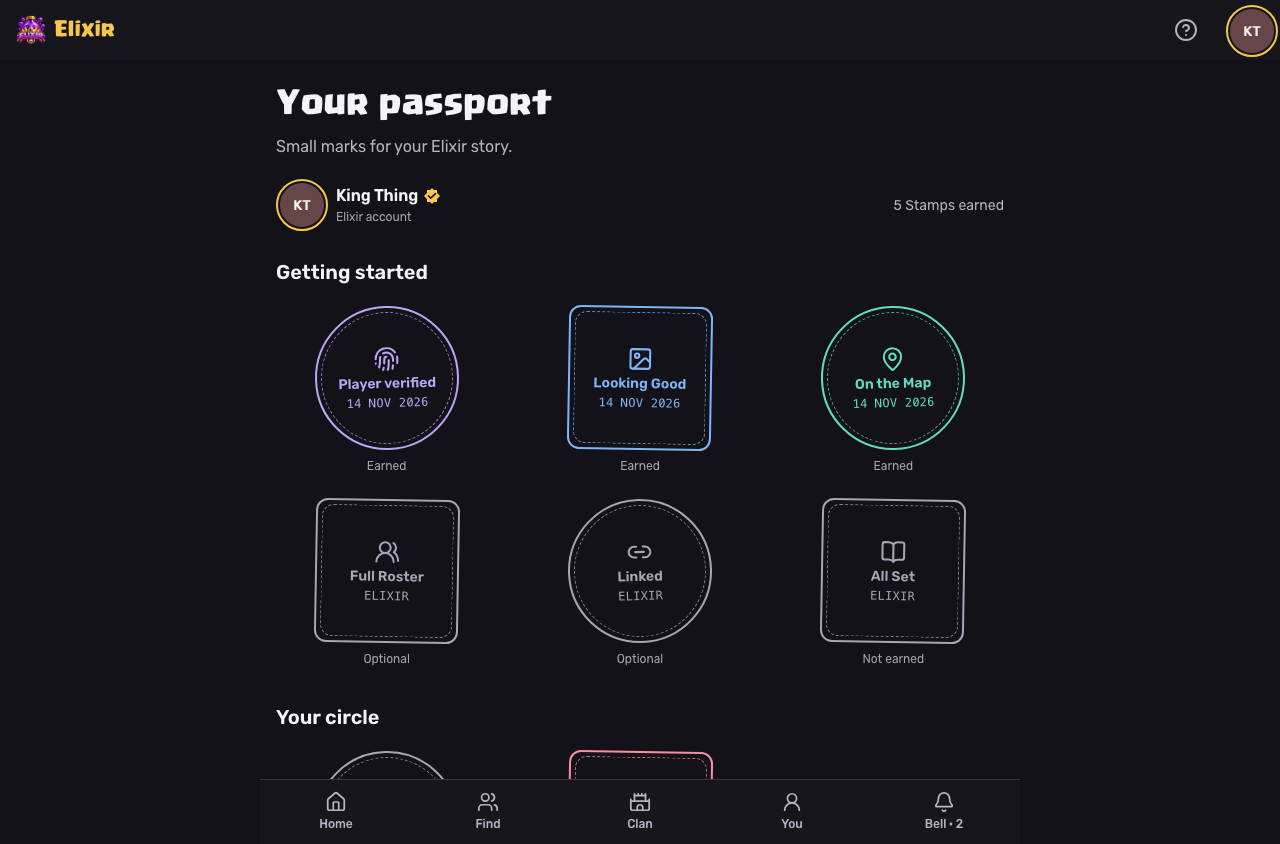 Elixir
KT
Your passport
Small marks for your Elixir story.
KT
King Thing
Elixir account
5 Stamps earned
Getting started
Player verified
14 NOV 2026
Earned
Looking Good
14 NOV 2026
Earned
On the Map
14 NOV 2026
Earned
Full Roster
ELIXIR
Optional
Linked
ELIXIR
Optional
All Set
ELIXIR
Not earned
Your circle
Home
Find
Clan
You
Bell • 2